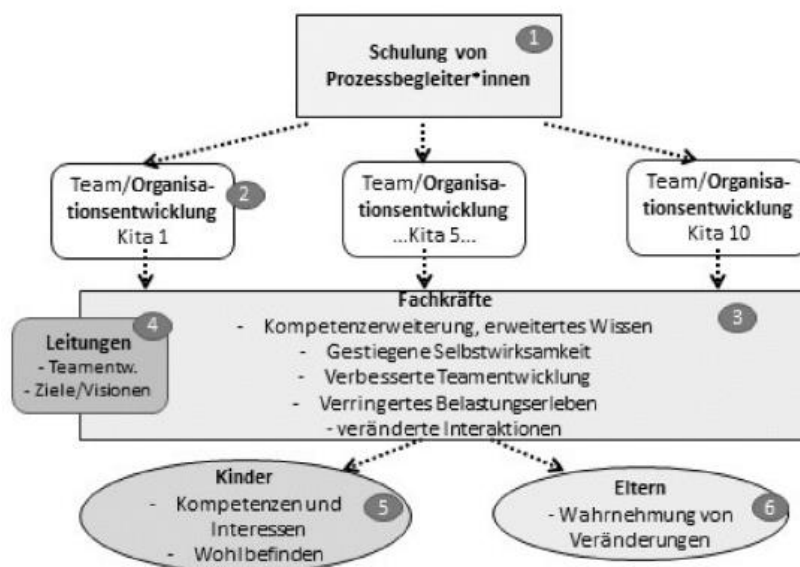 1
Schulung von
Prozessbegleiter*innen
Team/Organisa-
tionsentwicklung
Kita 1
2
Team/Organisa-
tionsentwicklung
...Kita 5...
Team/Organisa-
tionsentwicklung
Kita 10
Fachkräfte
3
- Kompetenzerweiterung, erweitertes Wissen
- Gestiegene Selbstwirksamkeit
- Verbesserte Teamentwicklung
- Verringertes Belastungserleben
- veränderte Interaktionen
4
Leitungen
- Teamentw.
- Ziele/Visionen
Kinder
- Kompetenzen und
Interessen
- Wohlbefinden
5
Eltern
- Wahrnehmung von
Veränderungen
6